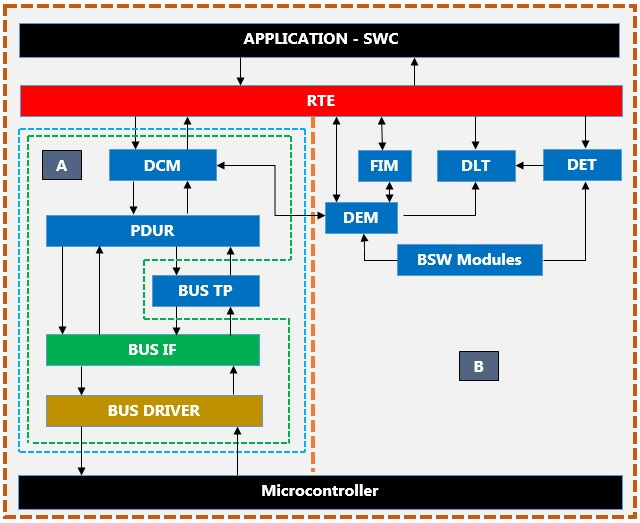 APPLICATION - SWC
RTE
A
DCM
FIM
DLT
DET
DEM
PDUR
BSW Modules
BUS TP
BUS IF
B
BUS DRIVER
Microcontroller